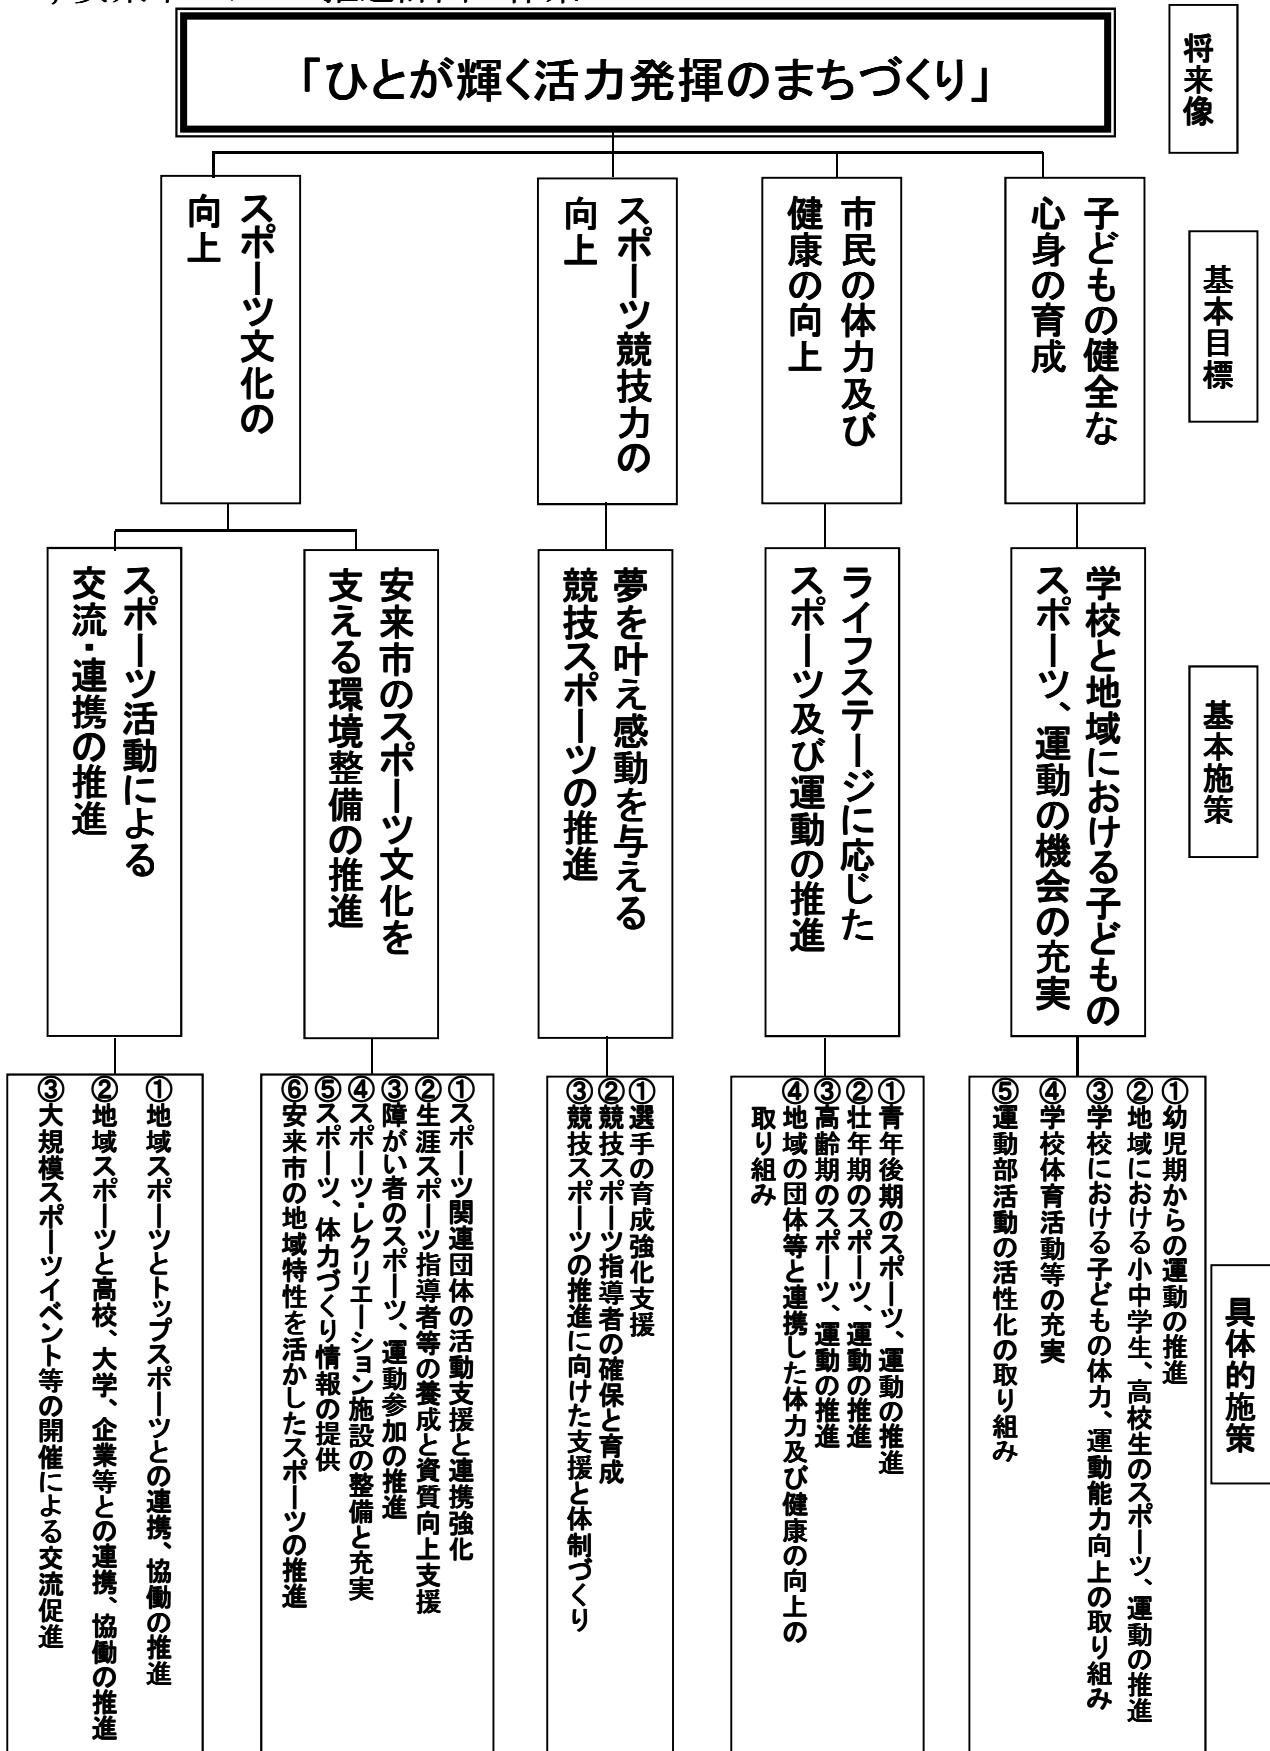 「ひとが輝く活力発揮のまちづくり」
将来像
基本目標
子どもの健全な
心身の育成
市民の体力及び
健康の向上
スポーツ競技力の
向上
スポーツ文化の
向上
基本施策
学校と地域における子どもの
スポーツ、運動の機会の充実
ライフステージに応じた
スポーツ及び運動の推進
夢を叶え感動を与える
競技スポーツの推進
安来市のスポーツ文化を
支える環境整備の推進
スポーツ活動による
交流・連携の推進
具体的施策
①幼児期からの運動の推進
②地域における小中学生、高校生のスポーツ、運動の推進
③学校における子どもの体力、運動能力向上の取り組み
④学校体育活動等の充実
⑤運動部活動の活性化の取り組み
①青年後期のスポーツ、運動の推進
②壮年期のスポーツ、運動の推進
③高齢期のスポーツ、運動の推進
④地域の団体等と連携した体力及び健康の向上の
取り組み
①選手の育成強化支援
②競技スポーツ指導者の確保と育成
③競技スポーツの推進に向けた支援と体制づくり
①スポーツ関連団体の活動支援と連携強化
②生涯スポーツ指導者等の養成と資質向上支援
③障がい者のスポーツ、運動参加の推進
④スポーツ・レクリエーション施設の整備と充実
⑤スポーツ、体力づくり情報の提供
⑥安来市の地域特性を活かしたスポーツの推進
①地域スポーツとトップスポーツとの連携、協働の推進
②地域スポーツと高校、大学、企業等との連携、協働の推進
③大規模スポーツイベント等の開催による交流促進